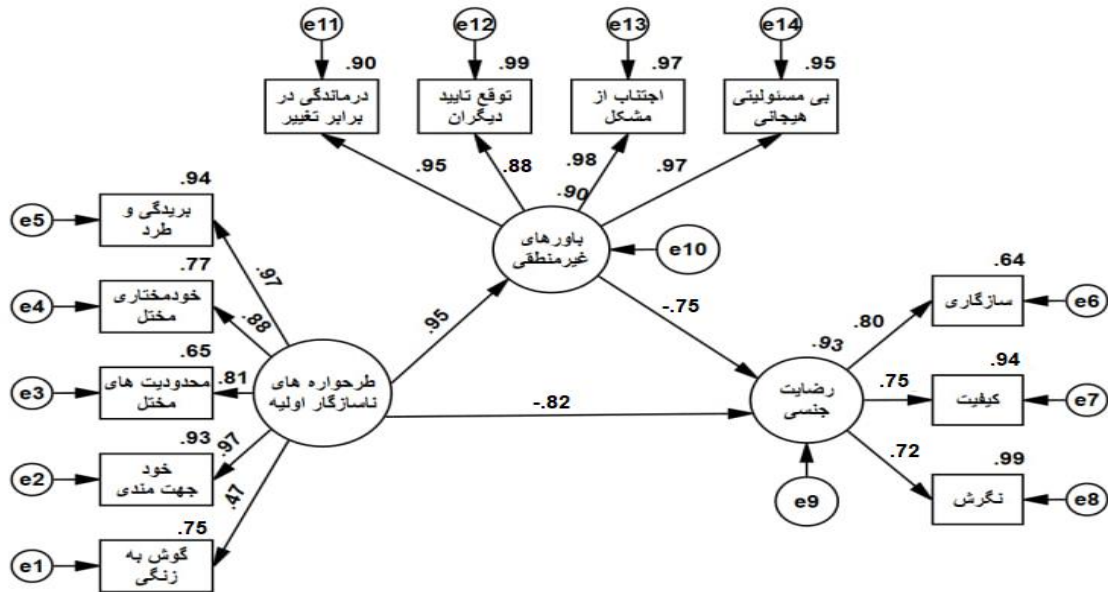 e11
e12
e13
e14
.90
.99
.97
.95
درماندگی در
برابر تغییر
توقع تایید
دیگران
اجتناب از
مشکل
بی مسئولیتی
هیجانی
.95
.88
.98
.97
.90
باورهای
غیرمنطقی
e10
.94
e5
بریدگی و
طرد
.97
.77
e4
خودمختاری
مختل
.88
.65
e3
محدودیت های
مختل
.81
.93
e2
خود
جهت مندی
.97
.75
e1
گوش به
زنگی
.47
طرحواره های
ناسازگار اولیه
.95
-.75
-.82
.93
رضایت
جنسی
e9
.80
.64
سازگاری
e6
.75
.94
کیفیت
e7
.72
.99
نگرش
e8